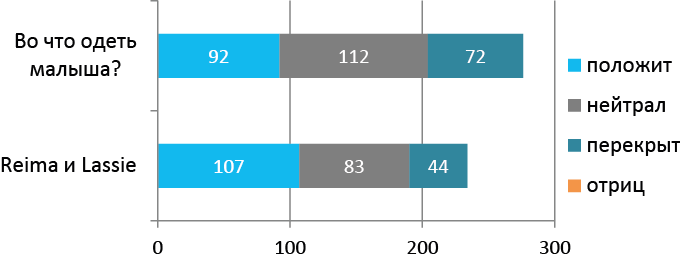 Во что одеть
малыша?
92 112 72
Reima и Lassie
107 83 44
0 100 200 300
положит
нейтрал
перекрыт
отриц